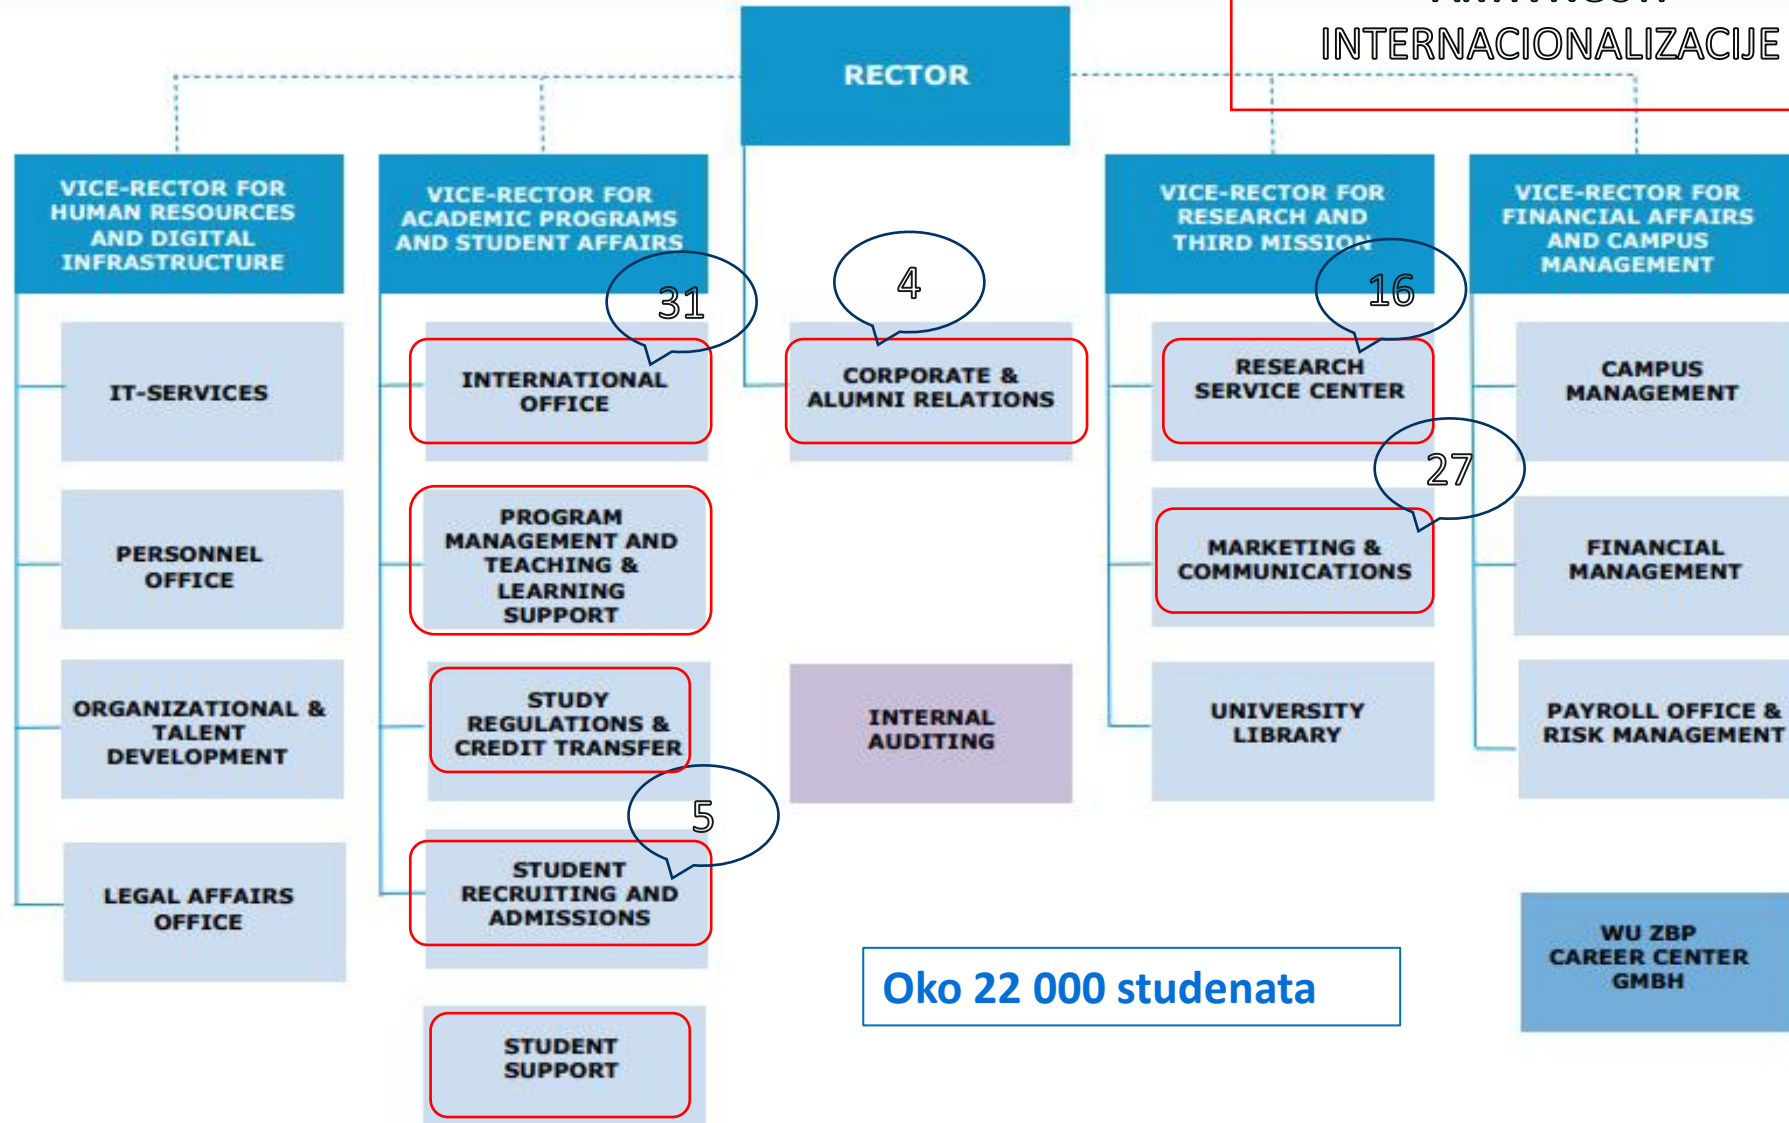 INTERNACIONALIZACIJE
RECTOR
VICE-RECTOR FOR
HUMAN RESOURCES
AND DIGITAL
INFRASTRUCTURE
IT-SERVICES
PERSONNEL
OFFICE
ORGANIZATIONAL &
TALENT
DEVELOPMENT
LEGAL AFFAIRS
OFFICE
VICE-RECTOR FOR
ACADEMIC PROGRAMS
AND STUDENT AFFAIRS
31
INTERNATIONAL
OFFICE
PROGRAM
MANAGEMENT AND
TEACHING &
LEARNING
SUPPORT
STUDY
REGULATIONS &
CREDIT TRANSFER
5
STUDENT
RECRUITING AND
ADMISSIONS
STUDENT
SUPPORT
4
CORPORATE &
ALUMNI RELATIONS
INTERNAL
AUDITING
VICE-RECTOR FOR
RESEARCH AND
THIRD MISSION
16
RESEARCH
SERVICE CENTER
27
MARKETING &
COMMUNICATIONS
UNIVERSITY
LIBRARY
VICE-RECTOR FOR
FINANCIAL AFFAIRS
AND CAMPUS
MANAGEMENT
CAMPUS
MANAGEMENT
FINANCIAL
MANAGEMENT
PAYROLL OFFICE &
RISK MANAGEMENT
WU ZBP
CAREER CENTER
GMBH
Oko 22 000 studenata